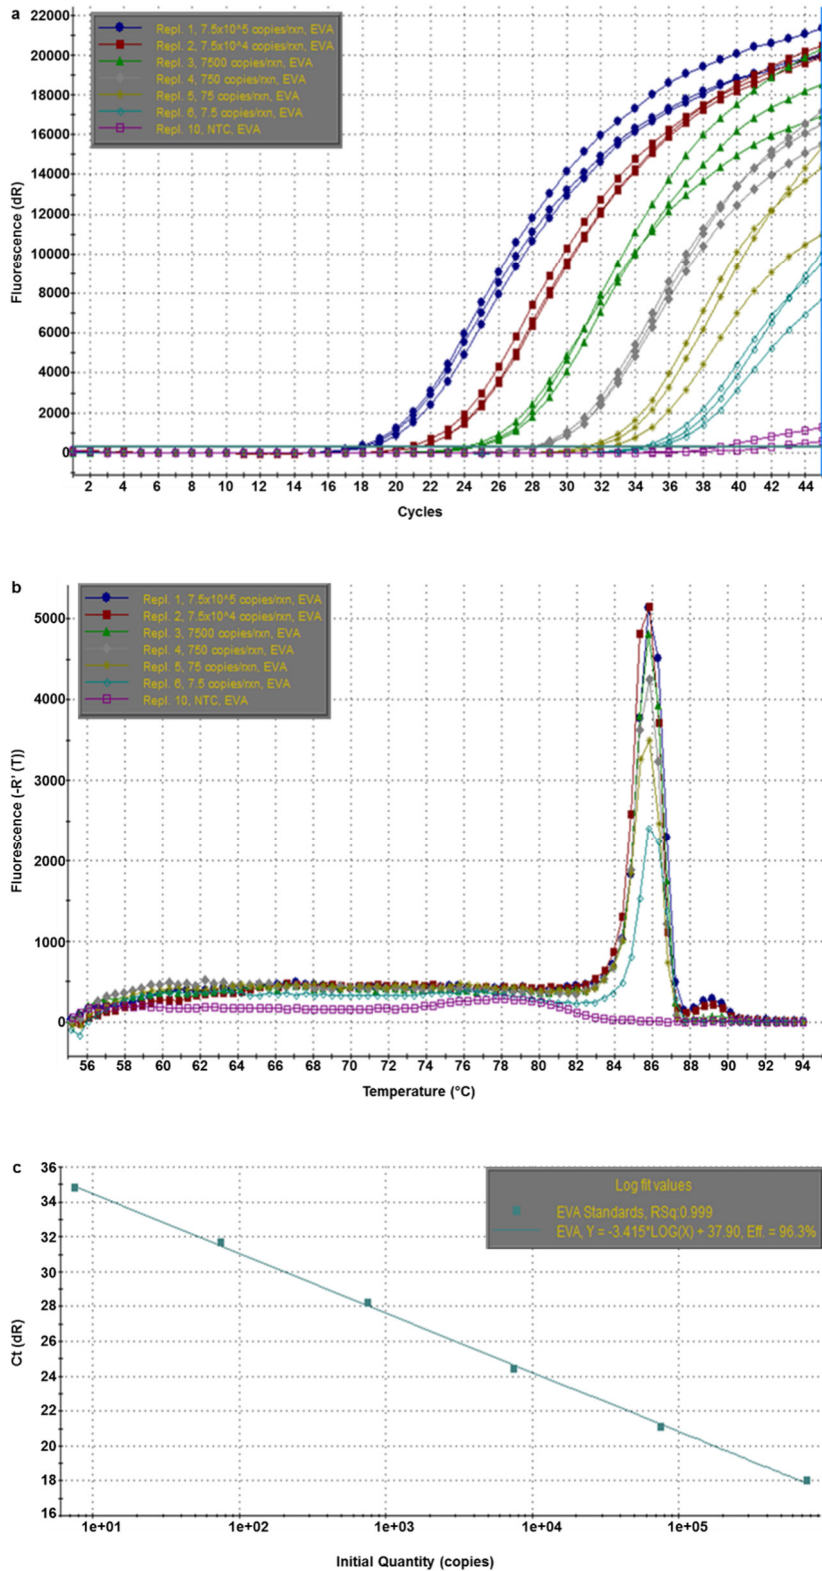 a
22000
20000
18000
16000
14000
12000
10000
8000
6000
4000
2000
0
Fluorescence (dR)
Repl. 1, 7.5x10^5 copies/rxn, EVA
Repl. 2, 7.5x10^4 copies/rxn, EVA
Repl. 3, 7500 copies/rxn, EVA
Repl. 4, 750 copies/rxn, EVA
Repl. 5, 75 copies/rxn, EVA
Repl. 6, 7.5 copies/rxn, EVA
Repl. 10, NTC, EVA
2 4 6 8 10 12 14 16 18 20 22 24 26 28 30 32 34 36 38 40 42 44
Cycles
b
5000
4000
3000
2000
1000
0
Fluorescence (-R' (T))
Repl. 1, 7.5x10^5 copies/rxn, EVA
Repl. 2, 7.5x10^4 copies/rxn, EVA
Repl. 3, 7500 copies/rxn, EVA
Repl. 4, 750 copies/rxn, EVA
Repl. 5, 75 copies/rxn, EVA
Repl. 6, 7.5 copies/rxn, EVA
Repl. 10, NTC, EVA
56 58 60 62 64 66 68 70 72 74 76 78 80 82 84 86 88 90 92 94
Temperature (°C)
c
36
34
32
30
28
26
24
22
20
18
16
Ct (dR)
Log fit values
EVA Standards, RSq:0.999
EVA, Y = -3.415*LOG(X) + 37.90, Eff. = 96.3%
1e+01 1e+02 1e+03 1e+04 1e+05
Initial Quantity (copies)